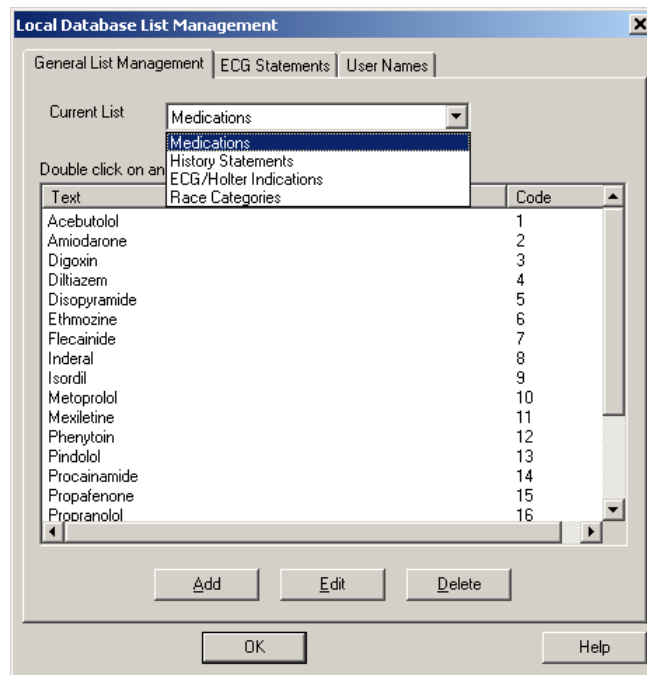 Local Database List Management
General List Management ECG Statements User Names
Current List Medications
Medications
History Statements
ECG/Holter Indications
Race Categories
Double click on an
Text Code
Acebutolol 1
Amiodarone 2
Digoxin 3
Diltiazem 4
Disopyramide 5
Ethmozine 6
Flecainide 7
Inderal 8
Isordil 9
Metoprolol 10
Mexiletine 11
Phenytoin 12
Pindolol 13
Procainamide 14
Propafenone 15
Propranolol 16
Add Edit Delete
OK Help